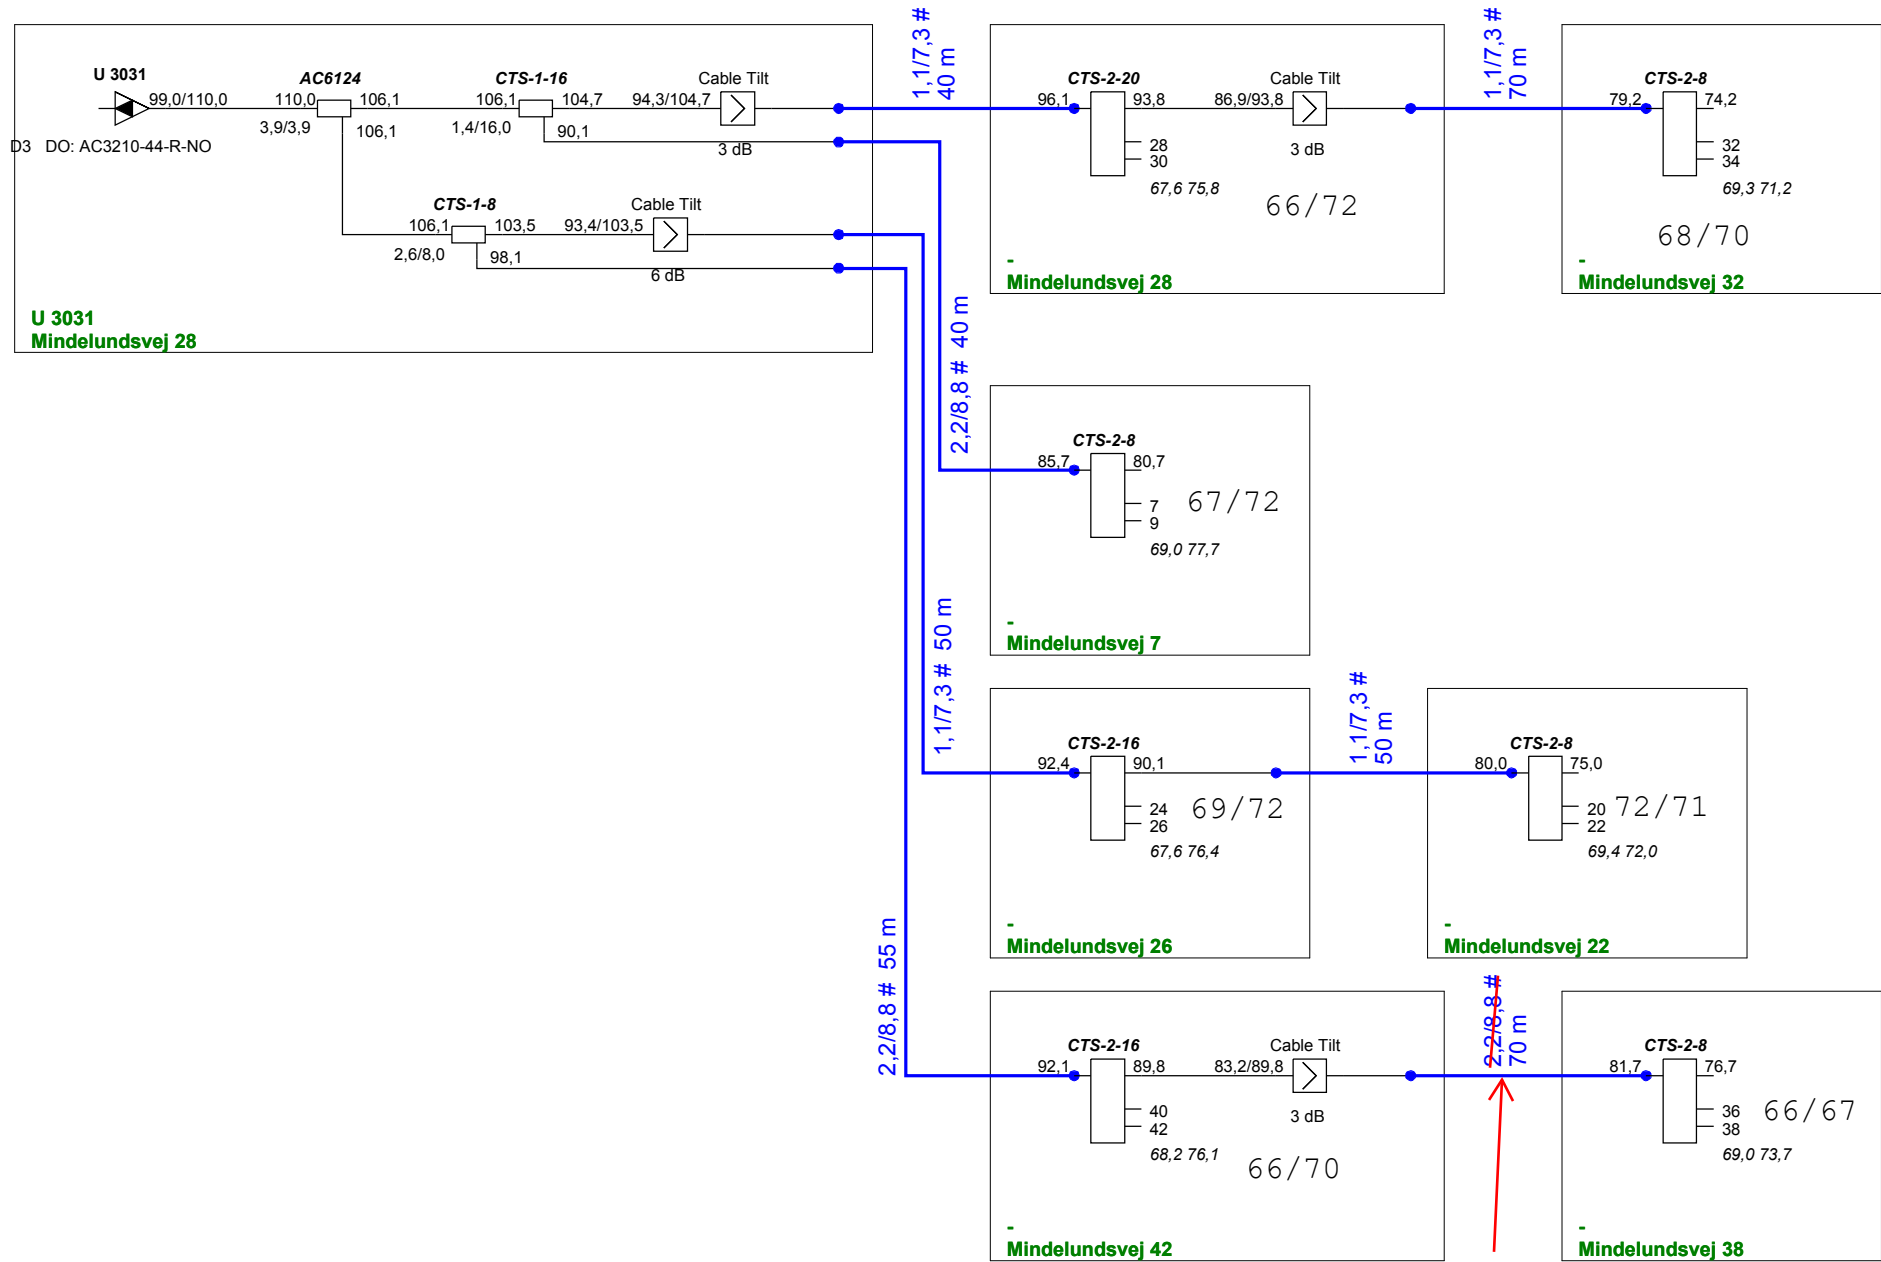 U 3031
99,0/110,0
D3 DO: AC3210-44-R-NO
AC6124
110,0 106,1
3,9/3,9
106,1
CTS-1-16
106,1 104,7
1,4/16,0
90,1
Cable Tilt
94,3/104,7
3 dB
CTS-1-8
106,1 103,5
2,6/8,0
98,1
Cable Tilt
93,4/103,5
6 dB
U 3031
Mindelundsvej 28
1,1/7,3 #
40 m
CTS-2-20
96,1 93,8
28
30
67,6 75,8
Cable Tilt
86,9/93,8
3 dB
66/72
-
Mindelundsvej 28
1,1/7,3 #
70 m
CTS-2-8
79,2 74,2
32
34
69,3 71,2
68/70
-
Mindelundsvej 32
2,2/8,8 # 40 m
CTS-2-8
85,7 80,7
7
9
67/72
69,0 77,7
-
Mindelundsvej 7
1,1/7,3 # 50 m
CTS-2-16
92,4 90,1
24
26
69/72
67,6 76,4
-
Mindelundsvej 26
1,1/7,3 #
50 m
CTS-2-8
80,0 75,0
20
22
72/71
69,4 72,0
-
Mindelundsvej 22
2,2/8,8 # 55 m
CTS-2-16
92,1 89,8
40
42
68,2 76,1
Cable Tilt
83,2/89,8
3 dB
66/70
-
Mindelundsvej 42
2,2/8,8 #
70 m
CTS-2-8
81,7 76,7
36
38
66/67
69,0 73,7
-
Mindelundsvej 38